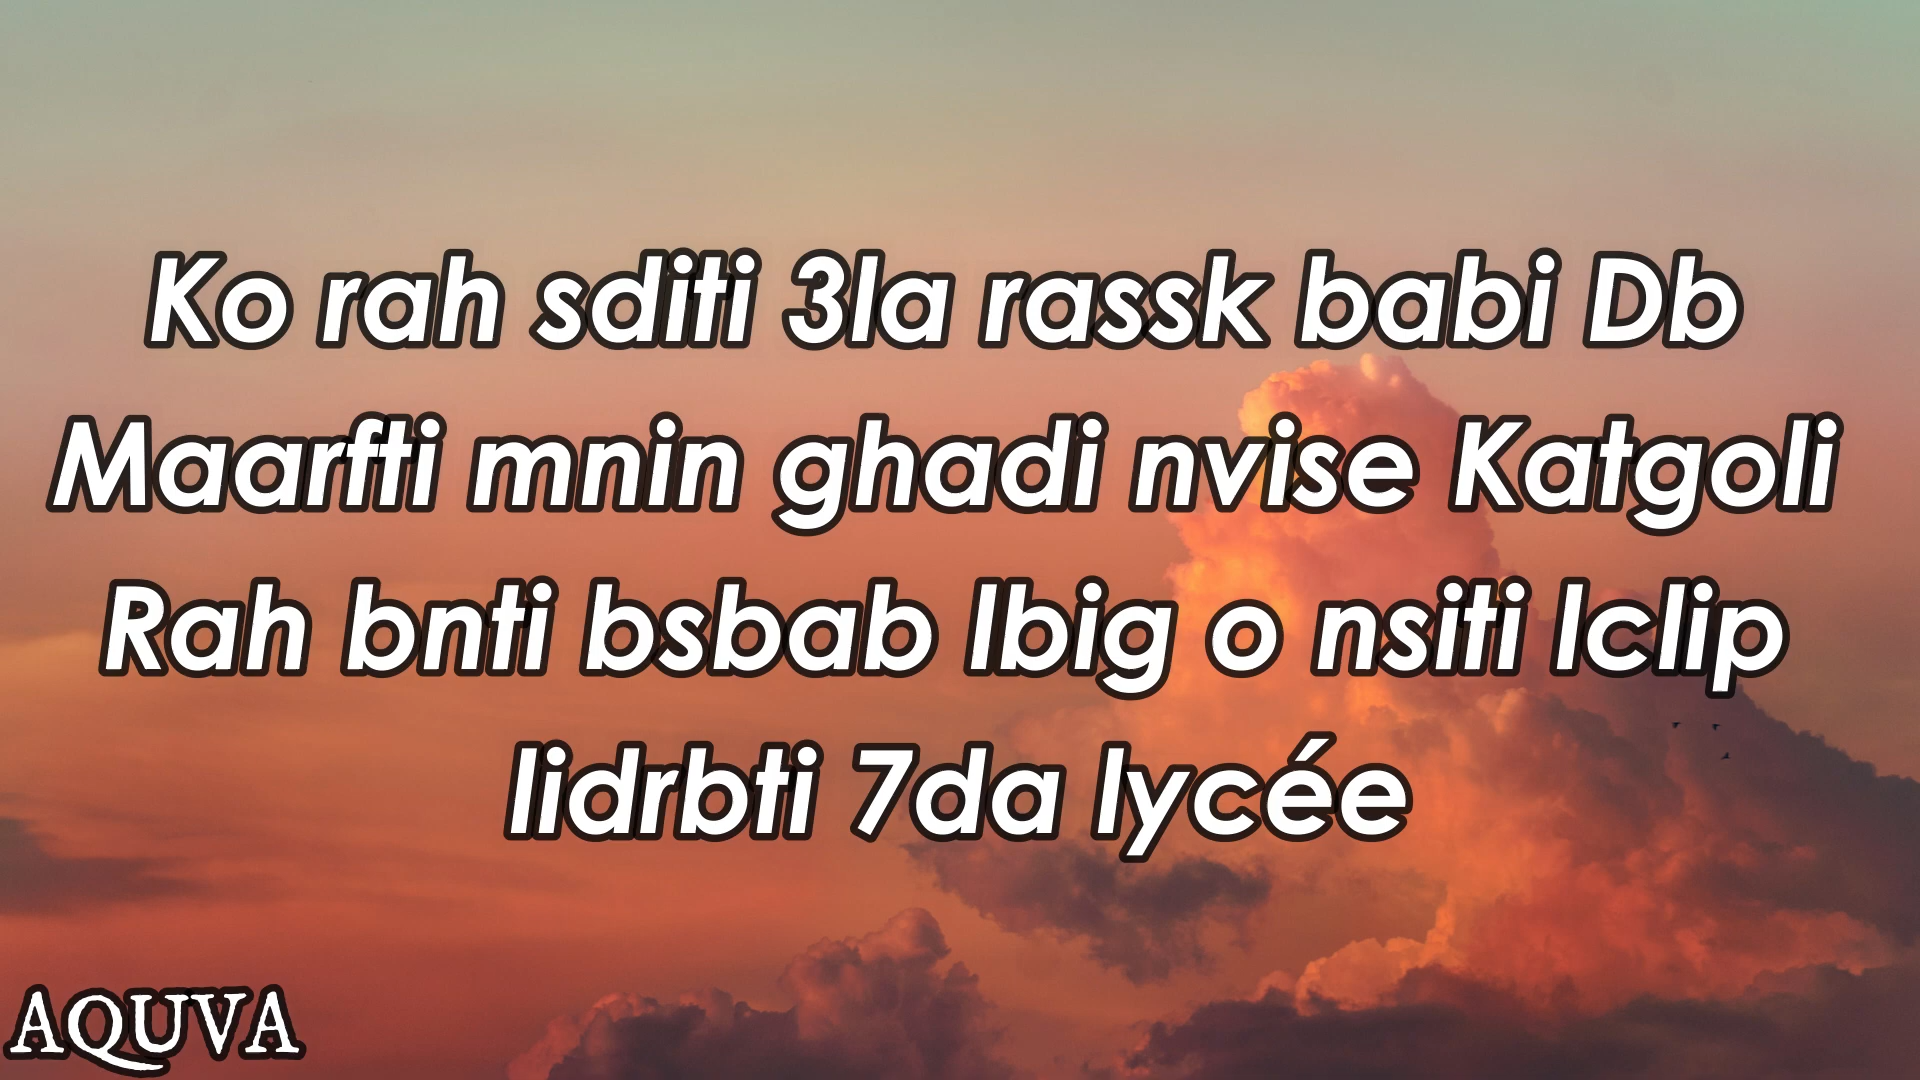 Ko rah sditi 3la rassk babi Db
Maarfti mnin ghadi nvise Katgoli
Rah bnti bsbab lbig o nsiti lclip
lidrbti 7da lycée
AQUVA